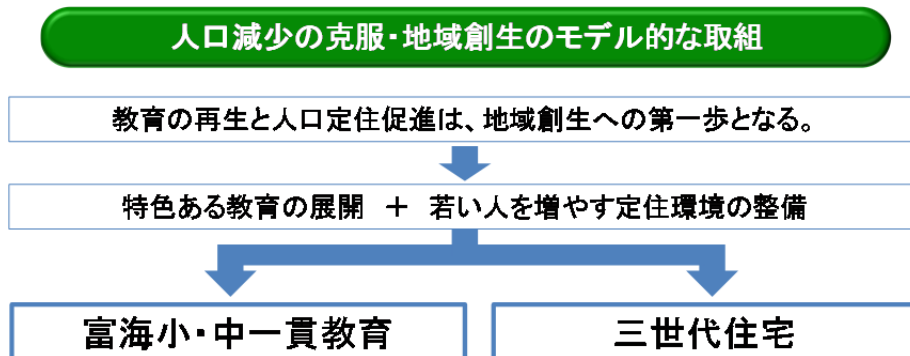 人口減少の克服・地域創生のモデル的な取組
教育の再生と人口定住促進は、地域創生への第一歩となる。
特色ある教育の展開　＋　若い人を増やす定住環境の整備
富海小・中一貫教育
三世代住宅